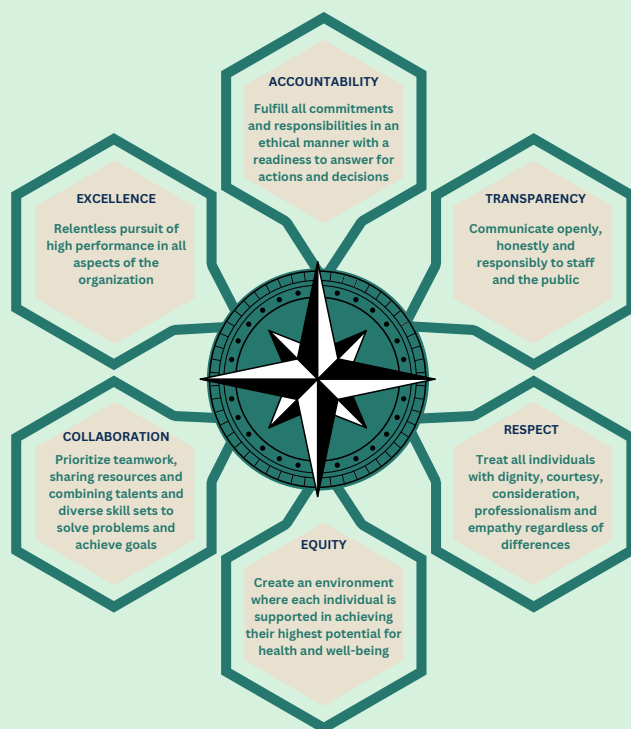 ACCOUNTABILITY
Fulfill all commitments
and responsibilities in an
ethical manner with a
readiness to answer for
actions and decisions
EXCELLENCE
Relentless pursuit of
high performance in all
aspects of the
organization
TRANSPARENCY
Communicate openly,
honestly and
responsibly to staff
and the public
COLLABORATION
Prioritize teamwork,
sharing resources and
combining talents and
diverse skill sets to
solve problems and
achieve goals
RESPECT
Treat all individuals
with dignity, courtesy,
consideration,
professionalism and
empathy regardless of
differences
EQUITY
Create an environment
where each individual is
supported in achieving
their highest potential for
health and well-being